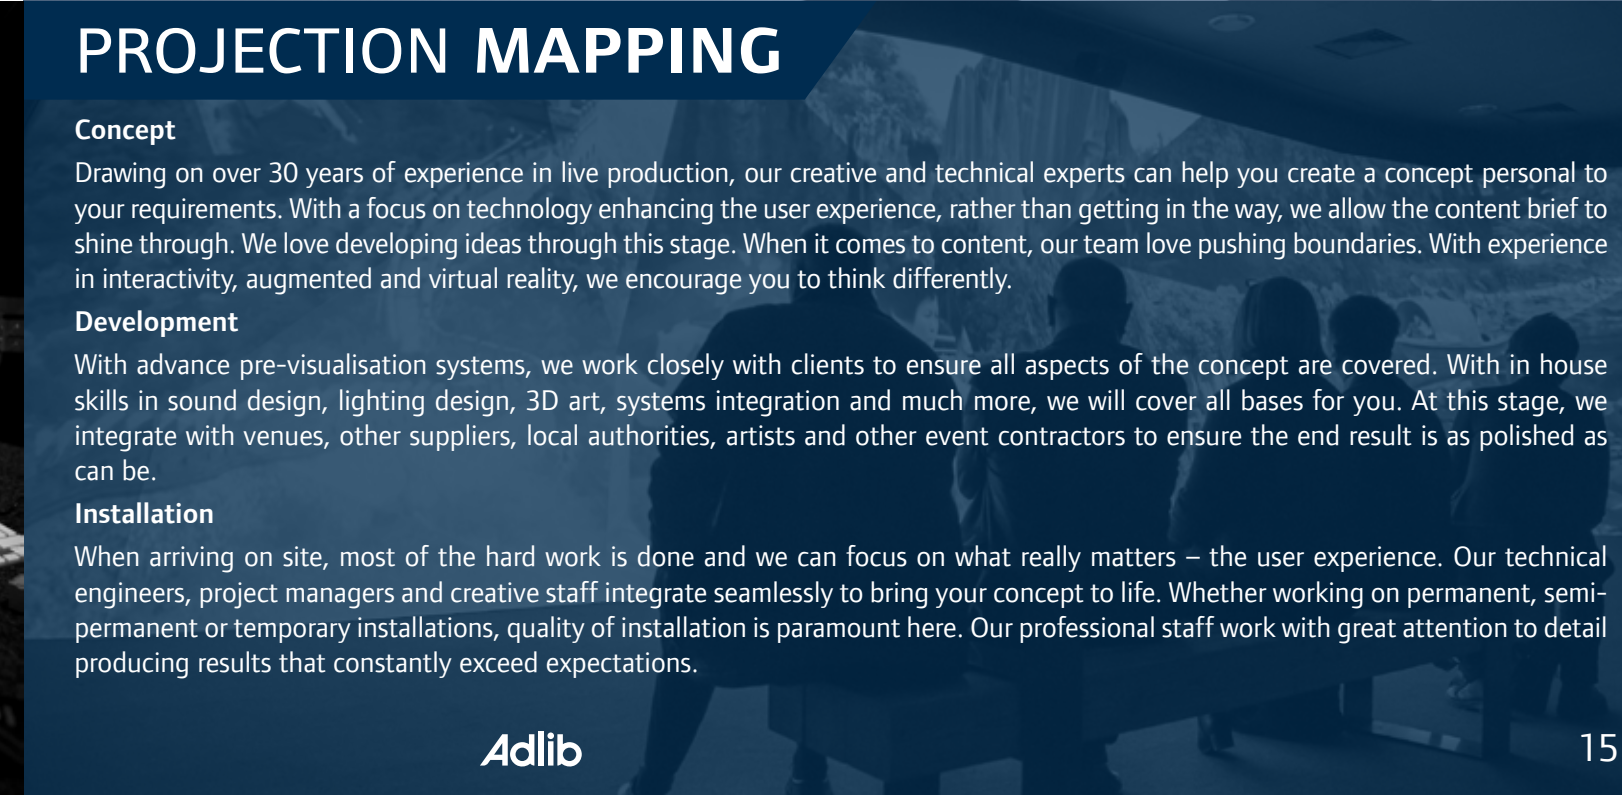 PROJECTION MAPPING
Concept
Drawing on over 30 years of experience in live production, our creative and technical experts can help you create a concept personal to
your requirements. With a focus on technology enhancing the user experience, rather than getting in the way, we allow the content brief to
shine through. We love developing ideas through this stage. When it comes to content, our team love pushing boundaries. With experience
in interactivity, augmented and virtual reality, we encourage you to think differently.
Development
With advance pre-visualisation systems, we work closely with clients to ensure all aspects of the concept are covered. With in house
skills in sound design, lighting design, 3D art, systems integration and much more, we will cover all bases for you. At this stage, we
integrate with venues, other suppliers, local authorities, artists and other event contractors to ensure the end result is as polished as
can be.
Installation
When arriving on site, most of the hard work is done and we can focus on what really matters – the user experience. Our technical
engineers, project managers and creative staff integrate seamlessly to bring your concept to life. Whether working on permanent, semi-
permanent or temporary installations, quality of installation is paramount here. Our professional staff work with great attention to detail
producing results that constantly exceed expectations.
Adlib
15